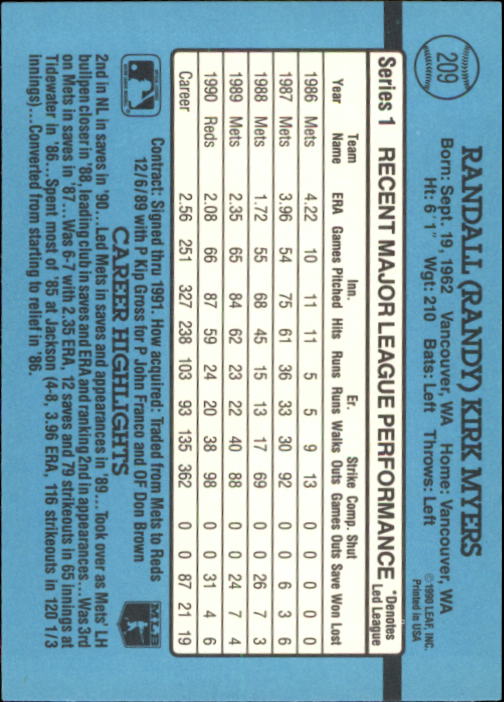 209
RANDALL (RANDY) KIRK MYERS
Born: Sept. 19, 1962 Vancouver, WA Home: Vancouver, WA
Ht: 6' 1" Wgt: 210 Bats: Left Throws: Left
©1990 LEAF, INC.
Printed in USA
Series 1 RECENT MAJOR LEAGUE PERFORMANCE *Denotes Led League
Year Team Name ERA Games Inn. Pitched Hits Runs Er. Runs Walks Strike Outs Comp. Games Shut Outs Save Won Lost
1986 Mets 4.22 10 11 11 5 5 9 13 0 0 0 0 0
1987 Mets 3.96 54 75 61 36 33 30 92 0 0 6 3 6
1988 Mets 1.72 55 68 45 15 13 17 69 0 0 26 7 3
1989 Mets 2.35 65 84 62 23 22 40 88 0 0 24 7 4
1990 Reds 2.08 66 87 59 24 20 38 98 0 0 31 4 6
Career 2.56 251 327 238 103 93 135 362 0 0 87 21 19
Contract: Signed thru 1991. How acquired: Traded from Mets to Reds
12/6/89 with P Kip Gross for P John Franco and OF Don Brown
CAREER HIGHLIGHTS
MLB
2nd in NL in saves in '90...Led Mets in saves and appearances in '89...Took over as Mets' LH
bullpen closer in '88, leading club in saves and ERA and ranking 2nd in appearances...Was 3rd
on Mets in saves in '87...Was 6-7 with 2.35 ERA, 12 saves and 79 strikeouts in 65 innings at
Tidewater in '86...Spent most of '85 at Jackson (4-8, 3.96 ERA, 116 strikeouts in 120 1/3
innings)...Converted from starting to relief in '86.